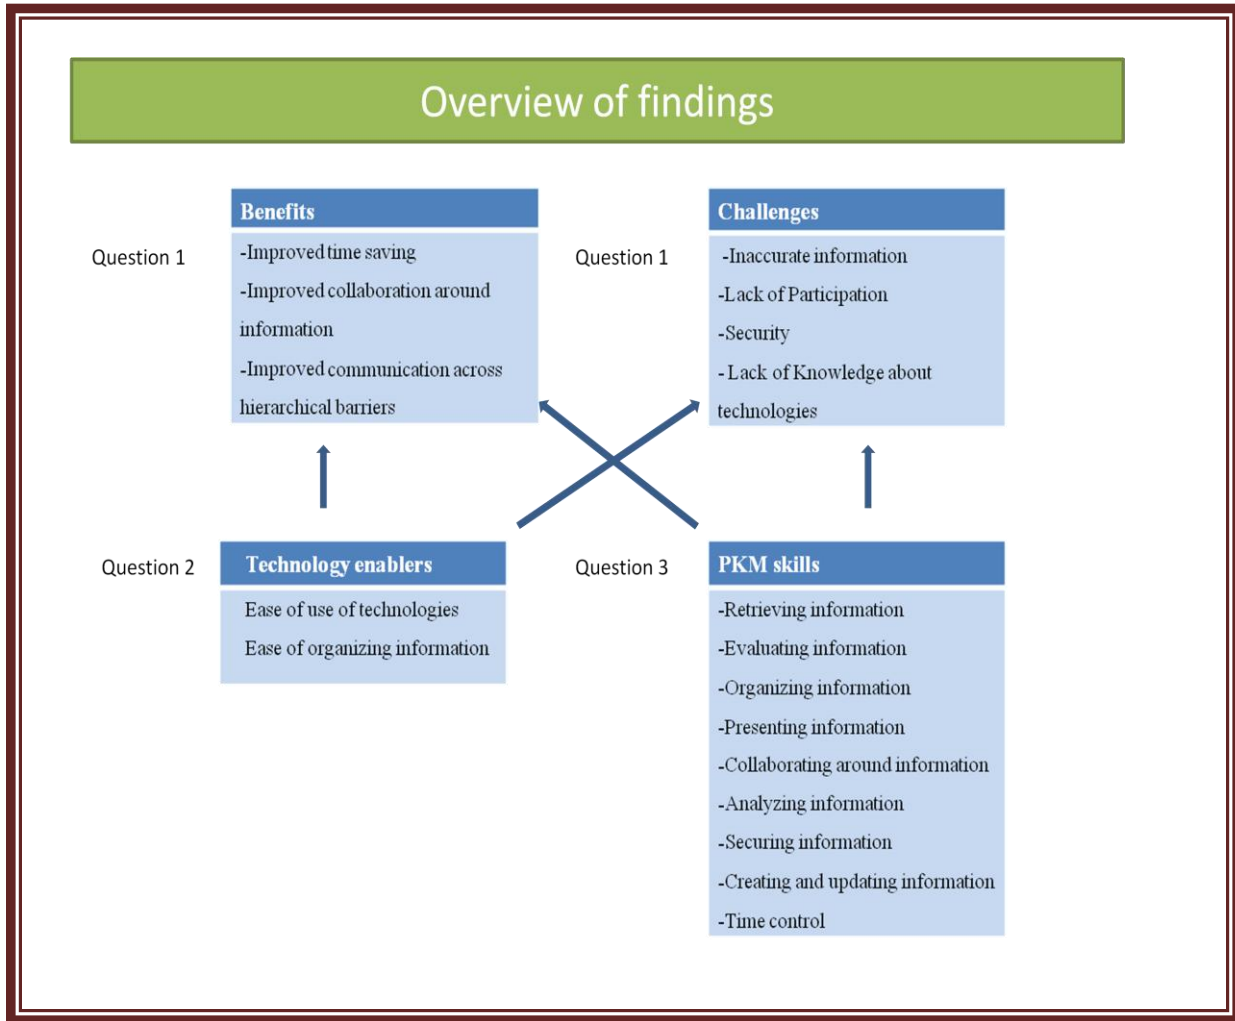 Overview of findings
Question 1
Benefits
-Improved time saving
-Improved collaboration around
information
-Improved communication across
hierarchical barriers
Question 1
Challenges
-Inaccurate information
-Lack of Participation
-Security
- Lack of Knowledge about
technologies
Question 2
Technology enablers
Ease of use of technologies
Ease of organizing information
Question 3
PKM skills
-Retrieving information
-Evaluating information
-Organizing information
-Presenting information
-Collaborating around information
-Analyzing information
-Securing information
-Creating and updating information
-Time control